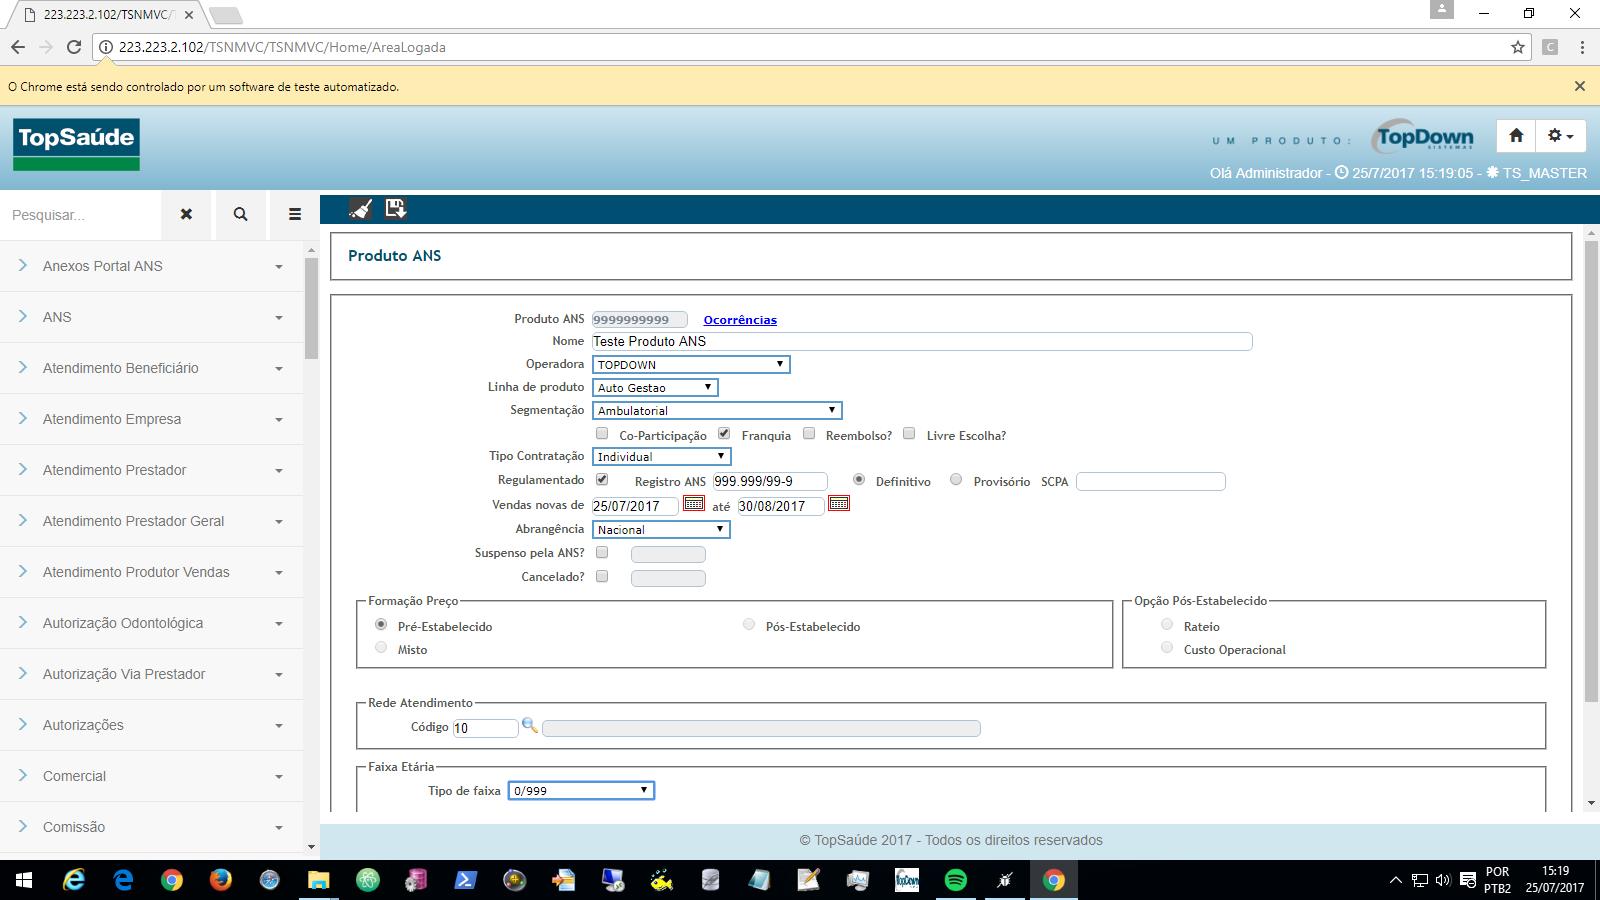 223.223.2.102/TSNMVC/T
223.223.2.102/TSNMVC/TSNMVC/Home/AreaLogada
C
O Chrome está sendo controlado por um software de teste automatizado.
TopSaúde
UM PRODUTO:
TopDown
SISTEMAS
Olá Administrador - 25/7/2017 15:19:05 - TS_MASTER
Pesquisar...
Anexos Portal ANS
ANS
Atendimento Beneficiário
Atendimento Empresa
Atendimento Prestador
Atendimento Prestador Geral
Atendimento Produtor Vendas
Autorização Odontológica
Autorização Via Prestador
Autorizações
Comercial
Comissão
Produto ANS
Produto ANS 9999999999 Ocorrências
Nome Teste Produto ANS
Operadora TOPDOWN
Linha de produto Auto Gestao
Segmentação Ambulatorial
Co-Participação Franquia Reembolso? Livre Escolha?
Tipo Contratação Individual
Regulamentado Registro ANS 999.999/99-9 Definitivo Provisório SCPA
Vendas novas de 25/07/2017 até 30/08/2017
Abrangência Nacional
Suspenso pela ANS?
Cancelado?
Formação Preço
Pré-Estabelecido Pós-Estabelecido
Misto
Opção Pós-Estabelecido
Rateio
Custo Operacional
Rede Atendimento
Código 10
Faixa Etária
Tipo de faixa 0/999
© TopSaúde 2017 - Todos os direitos reservados
TopDown
POR
PTB2
15:19
25/07/2017